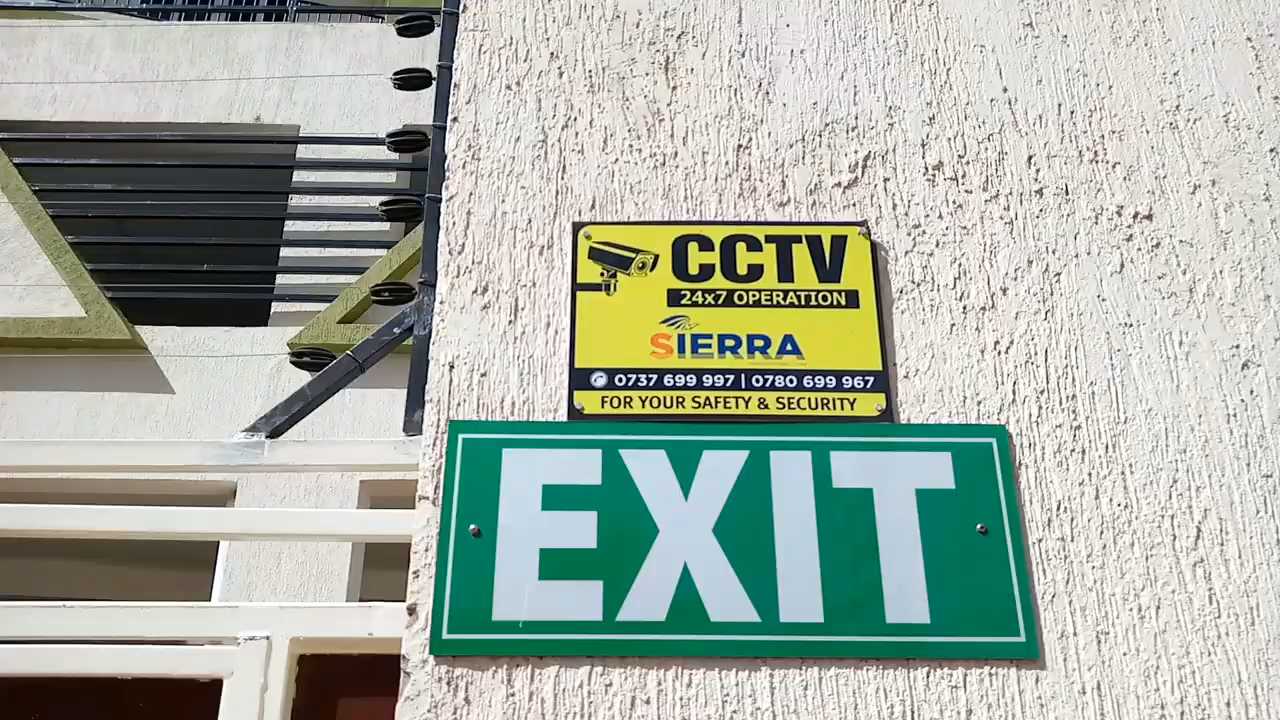 CCTV
24x7 OPERATION
SIERRA
0737 699 997 | 0780 699 967
FOR YOUR SAFETY & SECURITY
EXIT